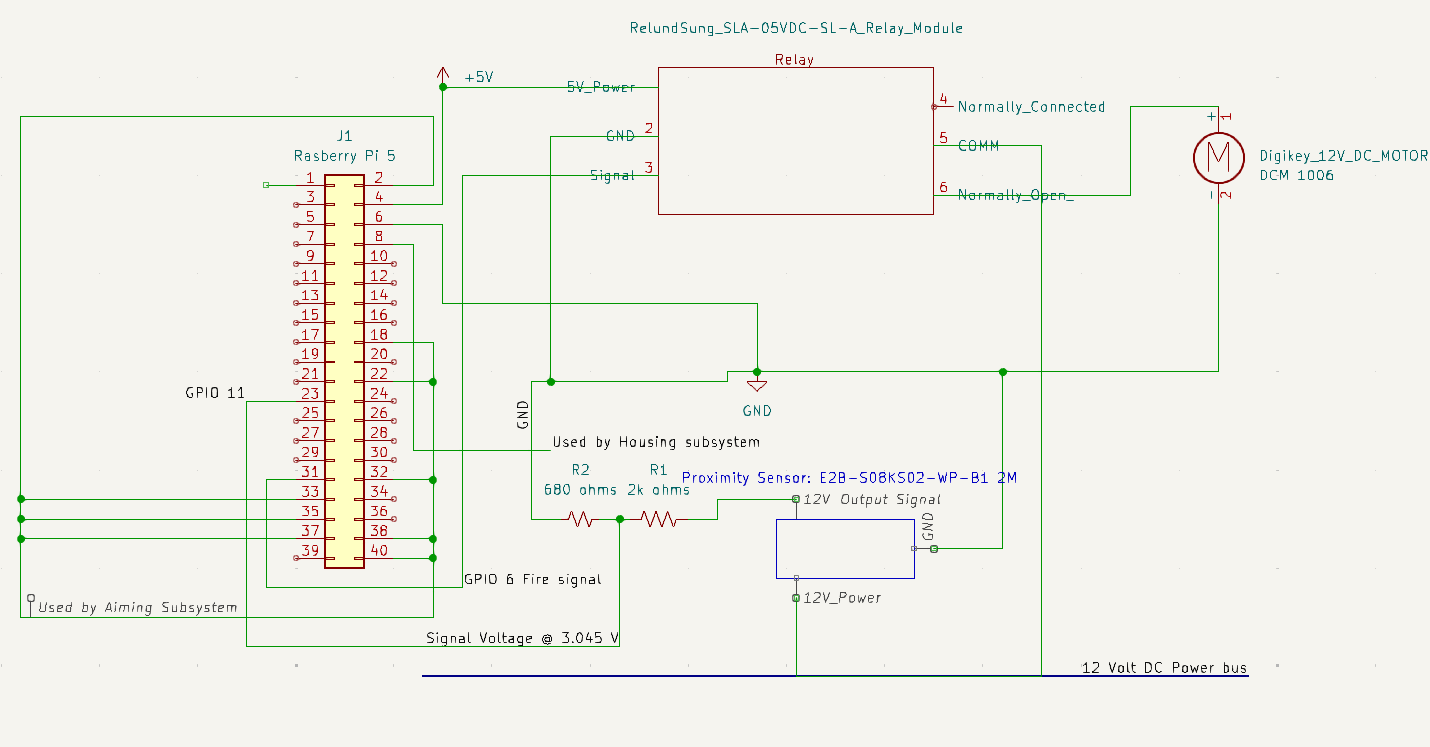 RelundSung_SLA-05VDC-SL-A_Relay_Module
Relay
+5V
5V_Power
4
Normally_Connected
2
GND
5
COMM
3
Signal
6
Normally_Open_
+
1
M
-
2
Digikey_12V_DC_MOTOR
DCM 1006
J1
Rasberry Pi 5
1 2
3 4
5 6
7 8
9 10
11 12
13 14
15 16
17 18
19 20
21 22
23 24
25 26
27 28
29 30
31 32
33 34
35 36
37 38
39 40
GPIO 11
GND
GND
Used by Housing subsystem
R2
680 ohms
R1
2k ohms
Proximity Sensor: E2B-S08KS02-WP-B1 2M
12V Output Signal
GND
12V_Power
GPIO 6 Fire signal
Used by Aiming Subsystem
Signal Voltage @ 3.045 V
12 Volt DC Power bus